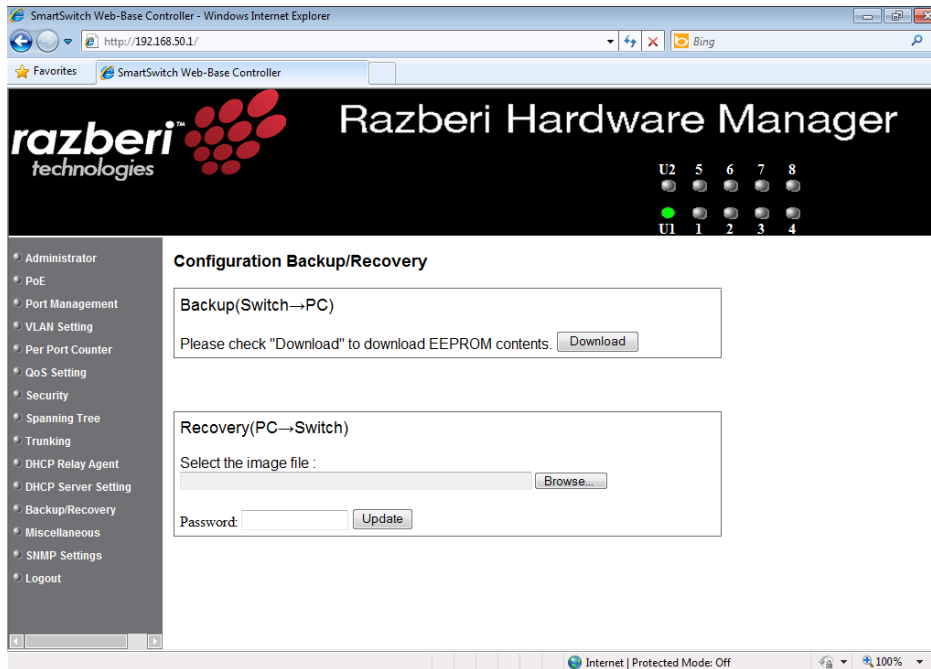 SmartSwitch Web-Base Controller - Windows Internet Explorer
http://192.168.50.1/
Bing
Favorites
SmartSwitch Web-Base Controller
razberi™
technologies
Razberi Hardware Manager
U2 5 6 7 8
U1 1 2 3 4
Administrator
PoE
Port Management
VLAN Setting
Per Port Counter
QoS Setting
Security
Spanning Tree
Trunking
DHCP Relay Agent
DHCP Server Setting
Backup/Recovery
Miscellaneous
SNMP Settings
Logout
Configuration Backup/Recovery
Backup(Switch→PC)
Please check "Download" to download EEPROM contents. Download
Recovery(PC→Switch)
Select the image file :
Browse...
Password: Update
Internet | Protected Mode: Off
100%